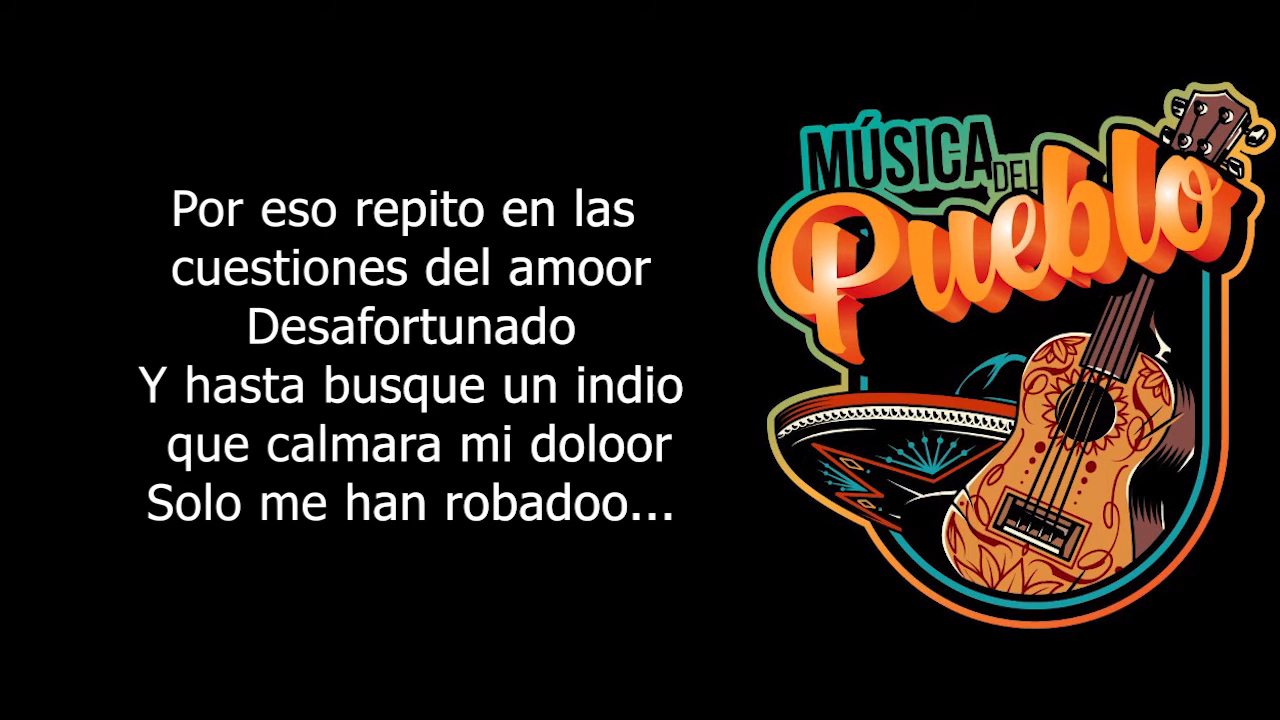 Por eso repito en las
cuestiones del amoor
Desafortunado
Y hasta busque un indio
que calmara mi doloor
Solo me han robadoo...
MÚSICA DEL
Pueblo